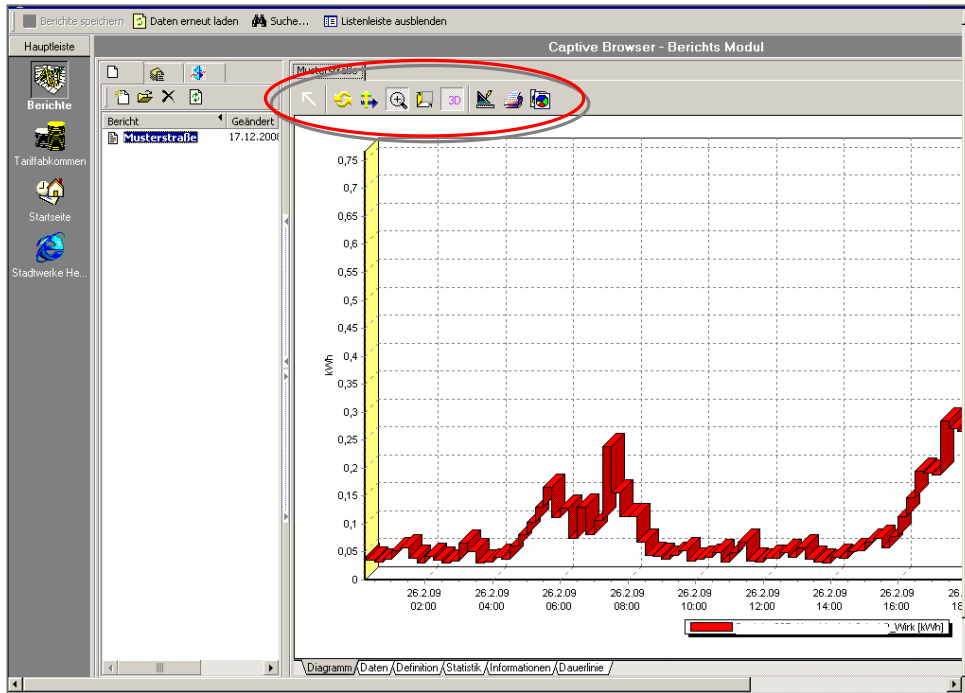 Berichte speichern Daten erneut laden Suche... Listenleiste ausblenden
Hauptleiste
Captive Browser - Berichts Modul
Berichte
Tariffabkommen
Startseite
Stadtwerke He...
Bericht Geändert
Musterstraße 17.12.2008
Musterstraße
3D
0,75
0,7
0,65
0,6
0,55
0,5
0,45
0,4
0,35
0,3
0,25
0,2
0,15
0,1
0,05
0
kWh
26.2.09 26.2.09 26.2.09 26.2.09 26.2.09 26.2.09 26.2.09 26.2.09 26.
02:00 04:00 06:00 08:00 10:00 12:00 14:00 16:00 18
_Wirk [kWh]
Diagramm Daten Definition Statistik Informationen Dauerlinie